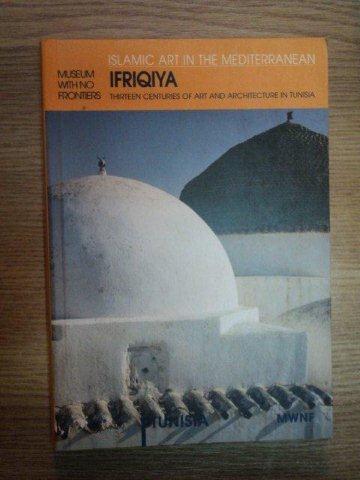 ISLAMIC ART IN THE MEDITERRANEAN
MUSEUM
WITH NO
FRONTIERS
IFRIQIYA
THIRTEEN CENTURIES OF ART AND ARCHITECTURE IN TUNISIA
TUNISIA
MWNF